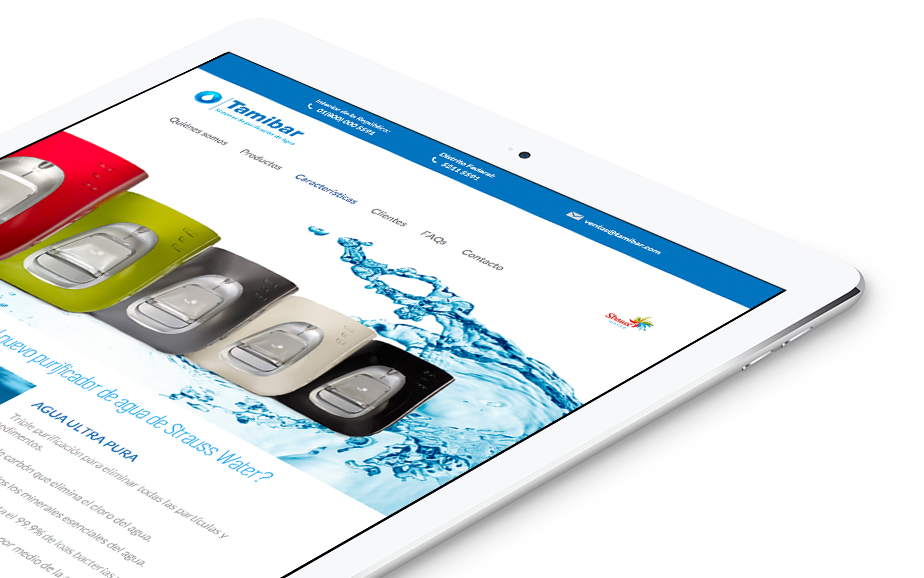 Interior de la República:
01(800) 000 5591
Distrito Federal:
5211 5591
ventas@tamibar.com
Tamibar
Sistemas de purificación de agua
Quiénes somos
Productos
Características
Clientes
FAQs
Contacto
Strauss
WATER
nuevo purificador de agua de Strauss Water?
AGUA ULTRA PURA
Triple purificación para eliminar todas las partículas y
carbón que elimina el cloro del agua.
los minerales esenciales del agua.
el 99.9% de loas bacterias
por medio de la